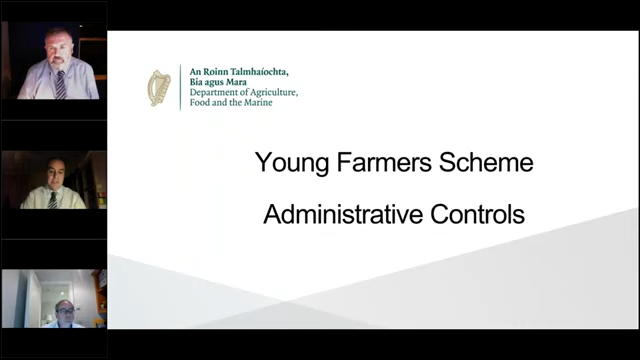 An Roinn Talmhaíochta,
Bia agus Mara
Department of Agriculture,
Food and the Marine
Young Farmers Scheme
Administrative Controls